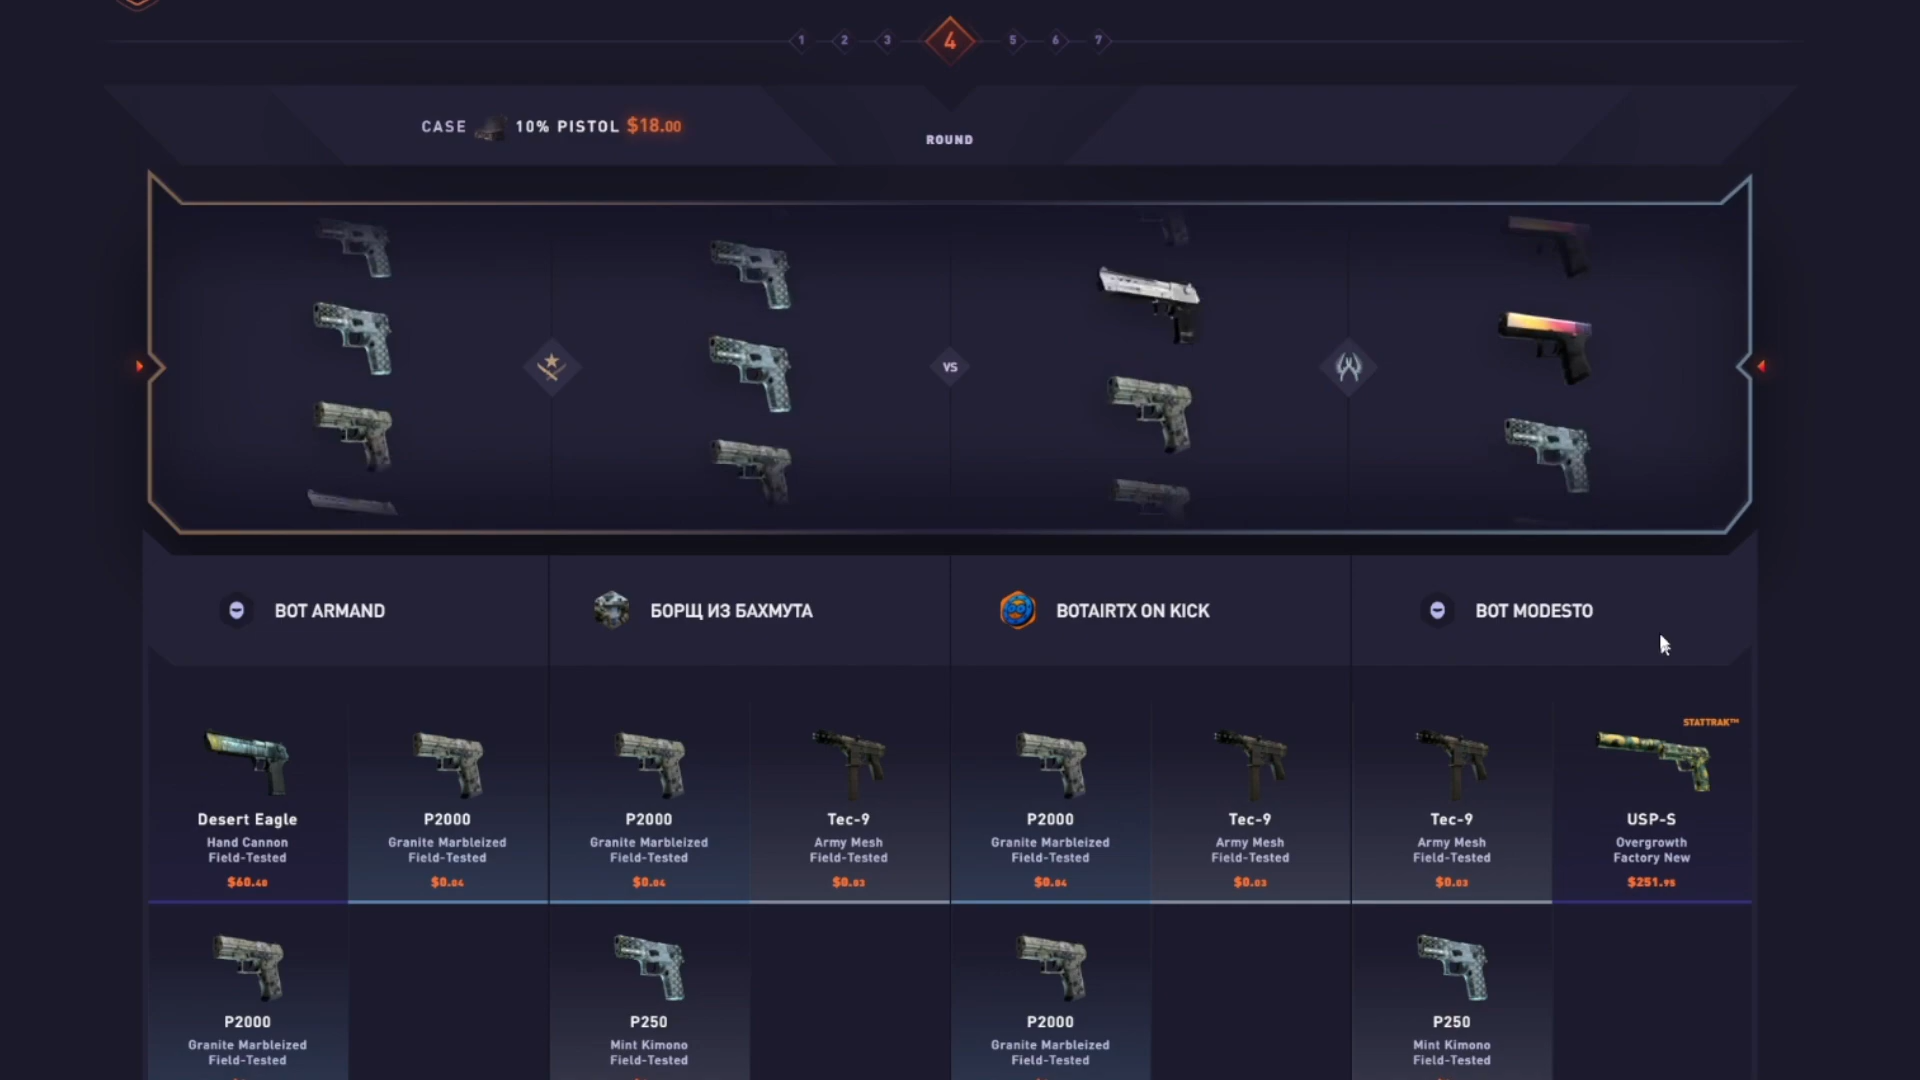 1 2 3 4 5 6 7
CASE 10% PISTOL $18.00
ROUND
VS
BOT ARMAND
БОРЩ ИЗ БАХМУТА
BOTAIRTX ON KICK
BOT MODESTO
Desert Eagle
Hand Cannon
Field-Tested
$60.40
P2000
Granite Marbleized
Field-Tested
$0.04
P2000
Granite Marbleized
Field-Tested
$0.04
Tec-9
Army Mesh
Field-Tested
$0.03
P2000
Granite Marbleized
Field-Tested
$0.04
Tec-9
Army Mesh
Field-Tested
$0.03
Tec-9
Army Mesh
Field-Tested
$0.03
STATTRAK™
USP-S
Overgrowth
Factory New
$251.95
P2000
Granite Marbleized
Field-Tested
P250
Mint Kimono
Field-Tested
P2000
Granite Marbleized
Field-Tested
P250
Mint Kimono
Field-Tested